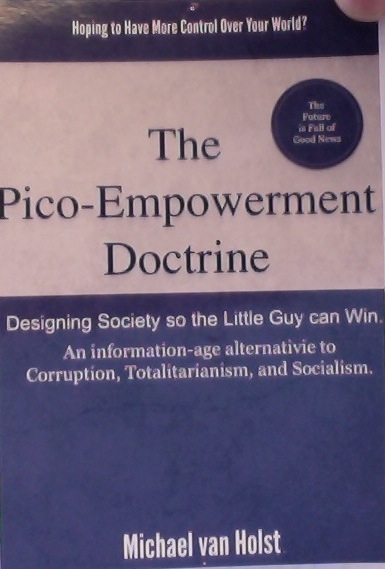 Hoping to Have More Control Over Your World?
The
Future
is Full of
Good News
The
Pico-Empowerment
Doctrine
Designing Society so the Little Guy can Win.
An information-age alternativie to
Corruption, Totalitarianism, and Socialism.
Michael van Holst